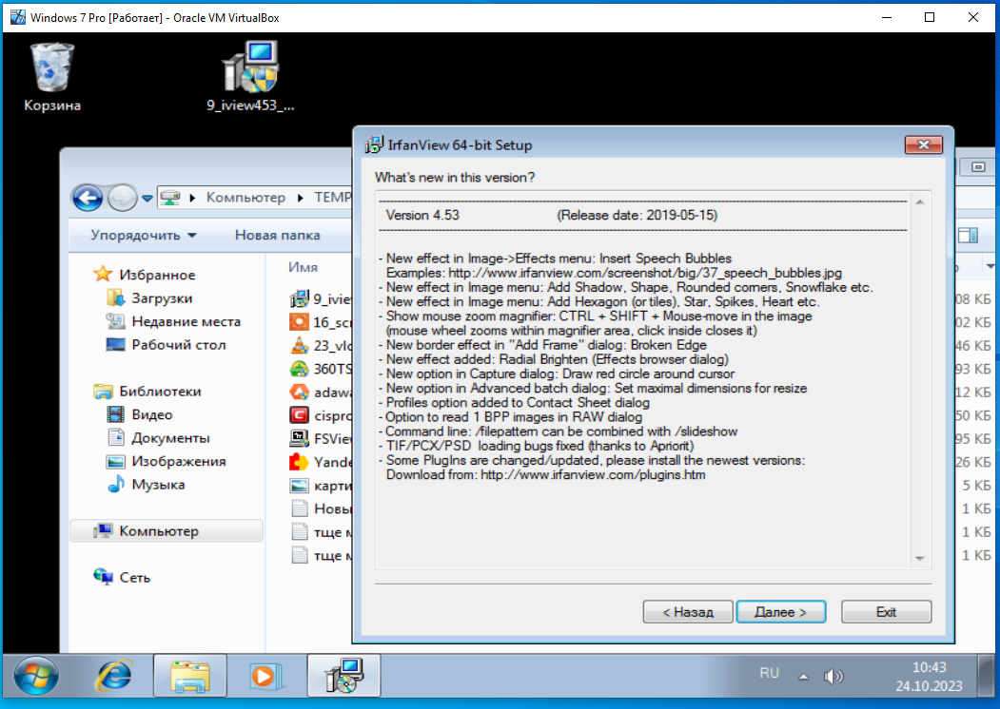 Windows 7 Pro [Работает] - Oracle VM VirtualBox
Корзина
9_iview453_...
IrfanView 64-bit Setup
What's new in this version?
Version 4.53 (Release date: 2019-05-15)
- New effect in Image->Effects menu: Insert Speech Bubbles
Examples: http://www.irfanview.com/screenshot/big/37_speech_bubbles.jpg
- New effect in Image menu: Add Shadow, Shape, Rounded corners, Snowflake etc.
- New effect in Image menu: Add Hexagon (or tiles), Star, Spikes, Heart etc.
- Show mouse zoom magnifier: CTRL + SHIFT + Mouse-move in the image
(mouse wheel zooms within magnifier area, click inside closes it)
- New border effect in "Add Frame" dialog: Broken Edge
- New effect added: Radial Brighten (Effects browser dialog)
- New option in Capture dialog: Draw red circle around cursor
- New option in Advanced batch dialog: Set maximal dimensions for resize
- Profiles option added to Contact Sheet dialog
- Option to read 1 BPP images in RAW dialog
- Command line: /filepattern can be combined with /slideshow
- TIF/PCX/PSD loading bugs fixed (thanks to Apriorit)
- Some PlugIns are changed/updated, please install the newest versions:
Download from: http://www.irfanview.com/plugins.htm
< Назад
Далее >
Exit
Компьютер
TEMP
Упорядочить
Новая папка
Избранное
Загрузки
Недавние места
Рабочий стол
Библиотеки
Видео
Документы
Изображения
Музыка
Компьютер
Сеть
Имя
9_ivie
16_scr
23_vlc
360TS
adawa
cispro
FSVie
Yande
карти
Новы
тще м
тще м
08 КБ
02 КБ
46 КБ
93 КБ
12 КБ
50 КБ
95 КБ
26 КБ
5 КБ
1 КБ
1 КБ
1 КБ
RU
10:43
24.10.2023